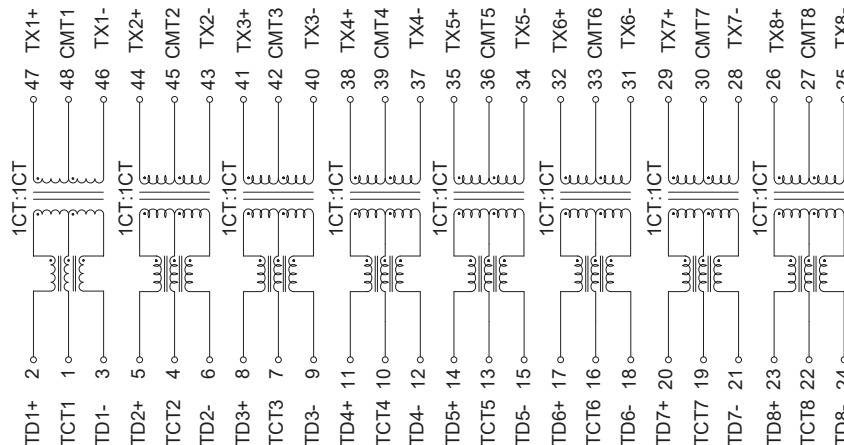 TX1+ CMT1 TX1- TX2+ CMT2 TX2- TX3+ CMT3 TX3- TX4+ CMT4 TX4- TX5+ CMT5 TX5- TX6+ CMT6 TX6- TX7+ CMT7 TX7- TX8+ CMT8 TX8-
47 48 46 44 45 43 41 42 40 38 39 37 35 36 34 32 33 31 29 30 28 26 27 25
1CT:1CT 1CT:1CT 1CT:1CT 1CT:1CT 1CT:1CT 1CT:1CT 1CT:1CT 1CT:1CT
2 1 3 5 4 6 8 7 9 11 10 12 14 13 15 17 16 18 20 19 21 23 22 24
TD1+ TCT1 TD1- TD2+ TCT2 TD2- TD3+ TCT3 TD3- TD4+ TCT4 TD4- TD5+ TCT5 TD5- TD6+ TCT6 TD6- TD7+ TCT7 TD7- TD8+ TCT8 TD8-